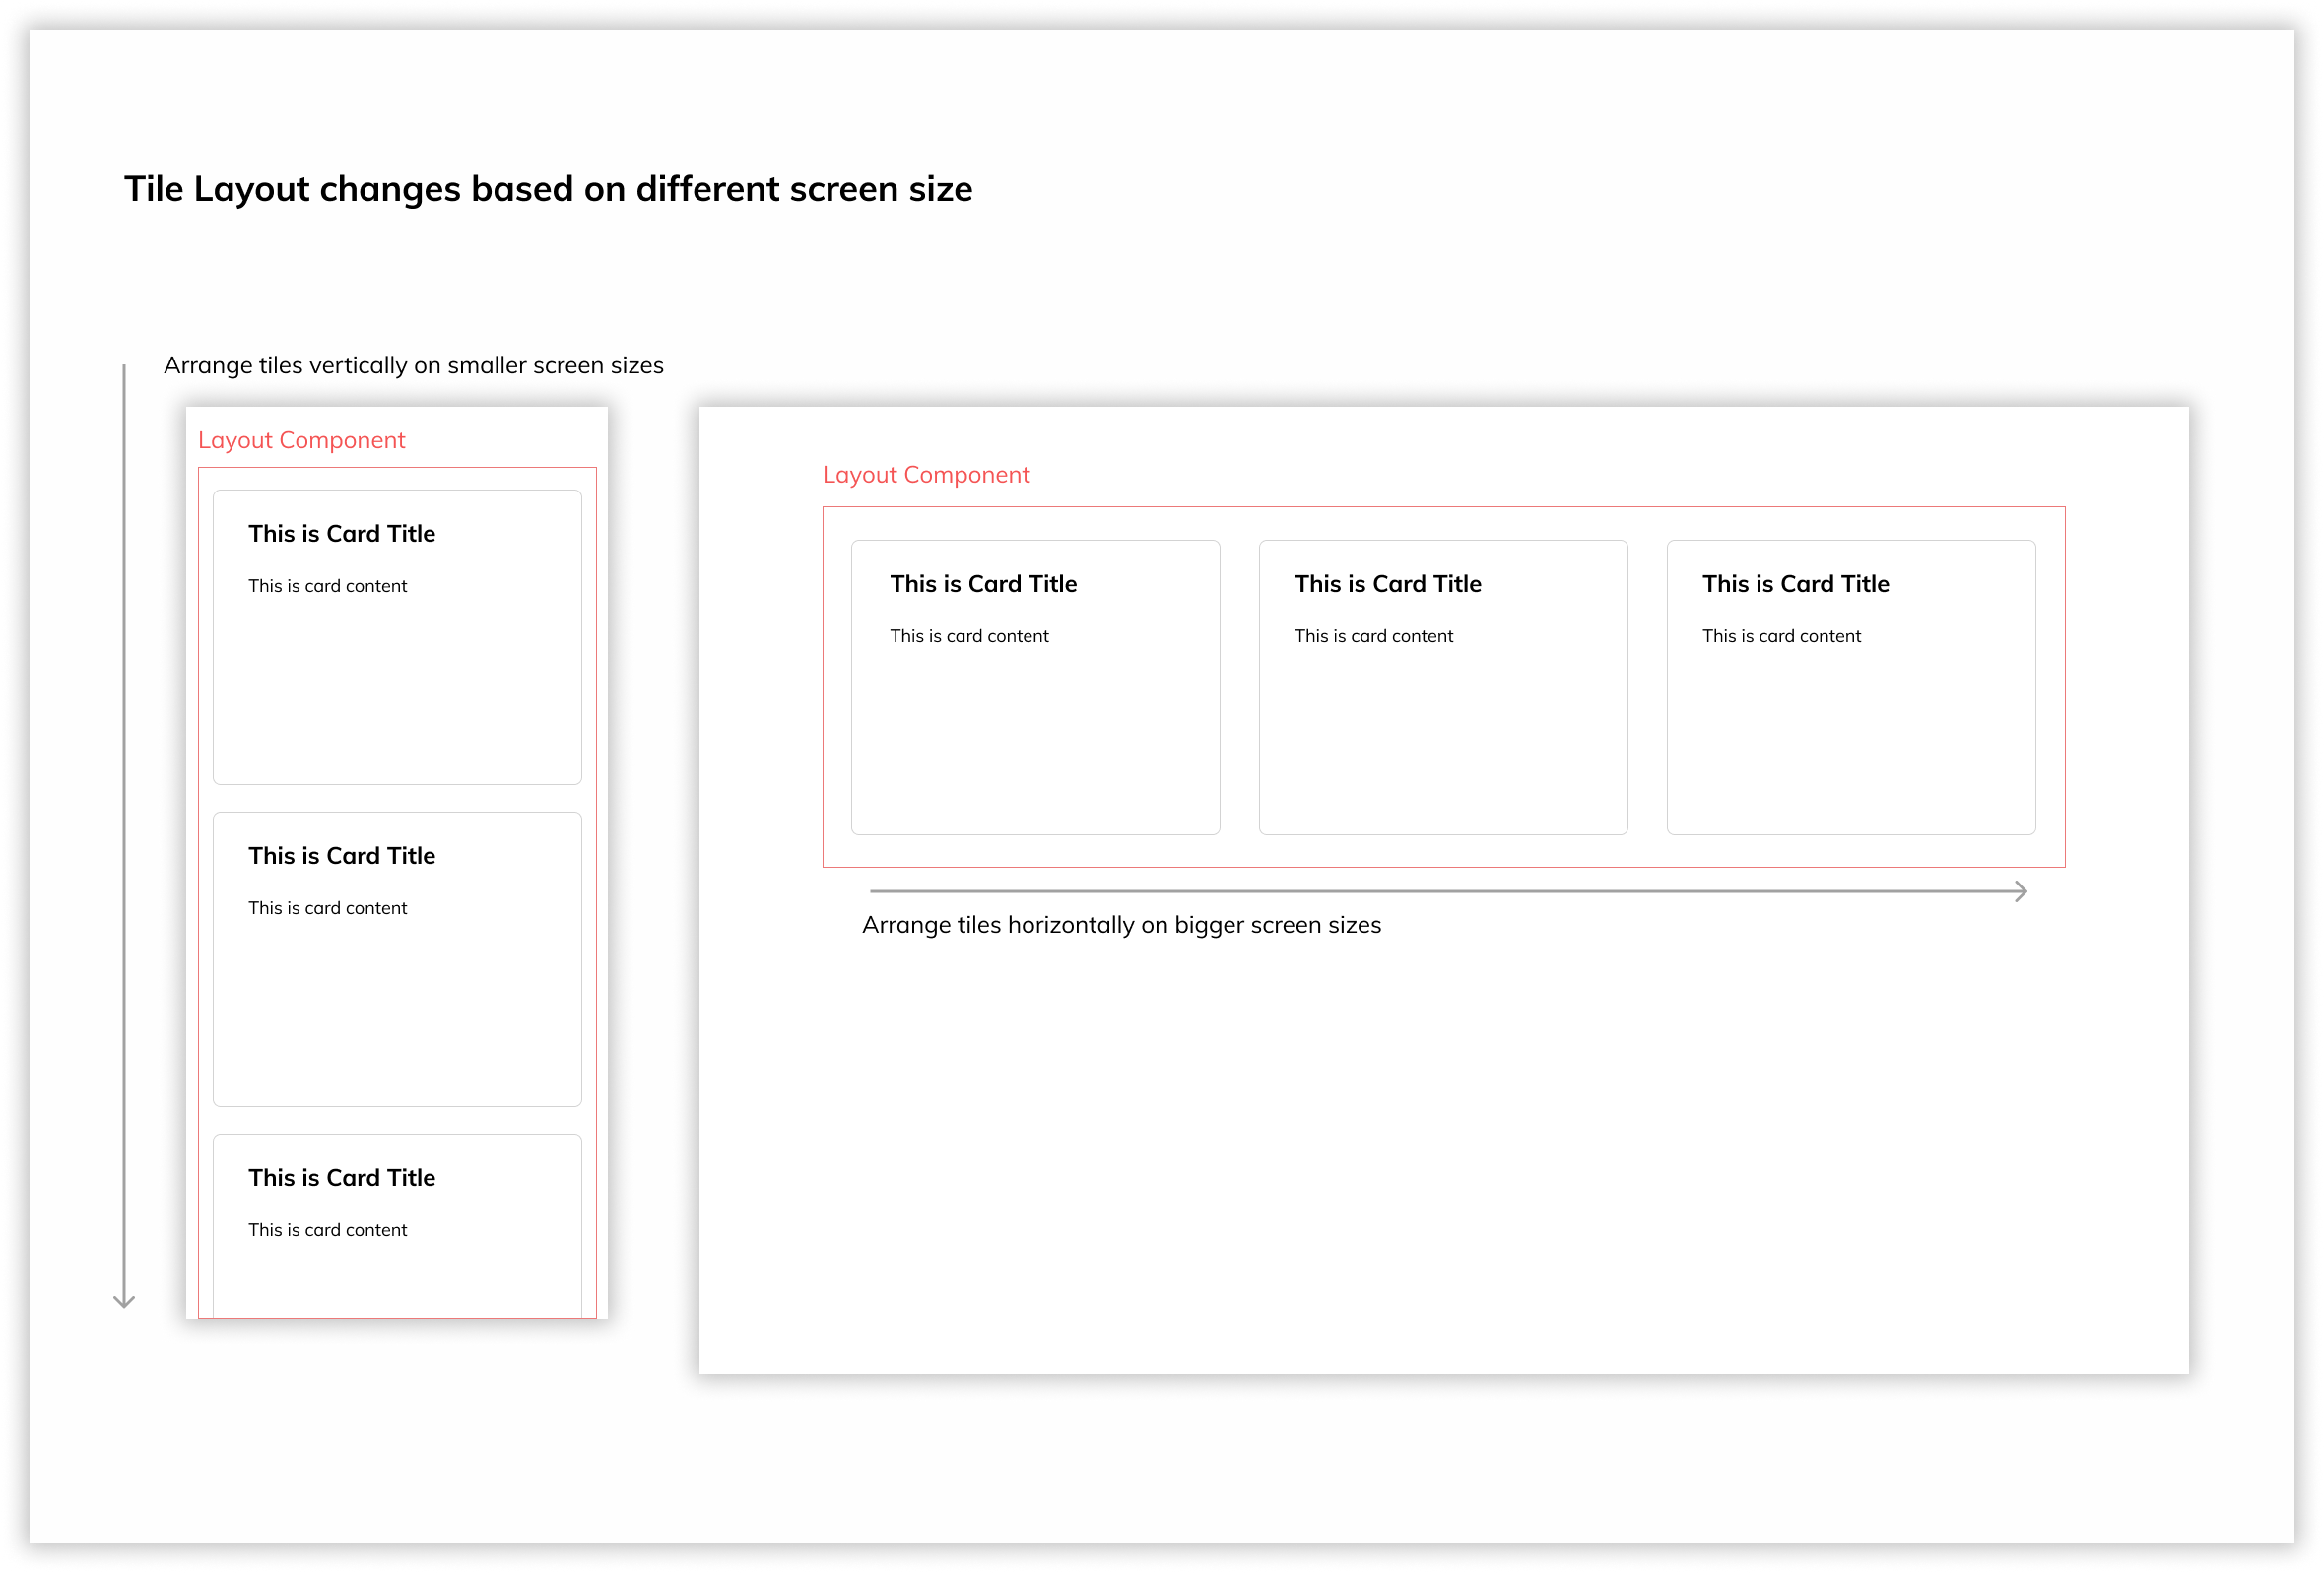 Tile Layout changes based on different screen size
Arrange tiles vertically on smaller screen sizes
Layout Component
This is Card Title
This is card content
This is Card Title
This is card content
This is Card Title
This is card content
Layout Component
This is Card Title
This is card content
This is Card Title
This is card content
This is Card Title
This is card content
Arrange tiles horizontally on bigger screen sizes